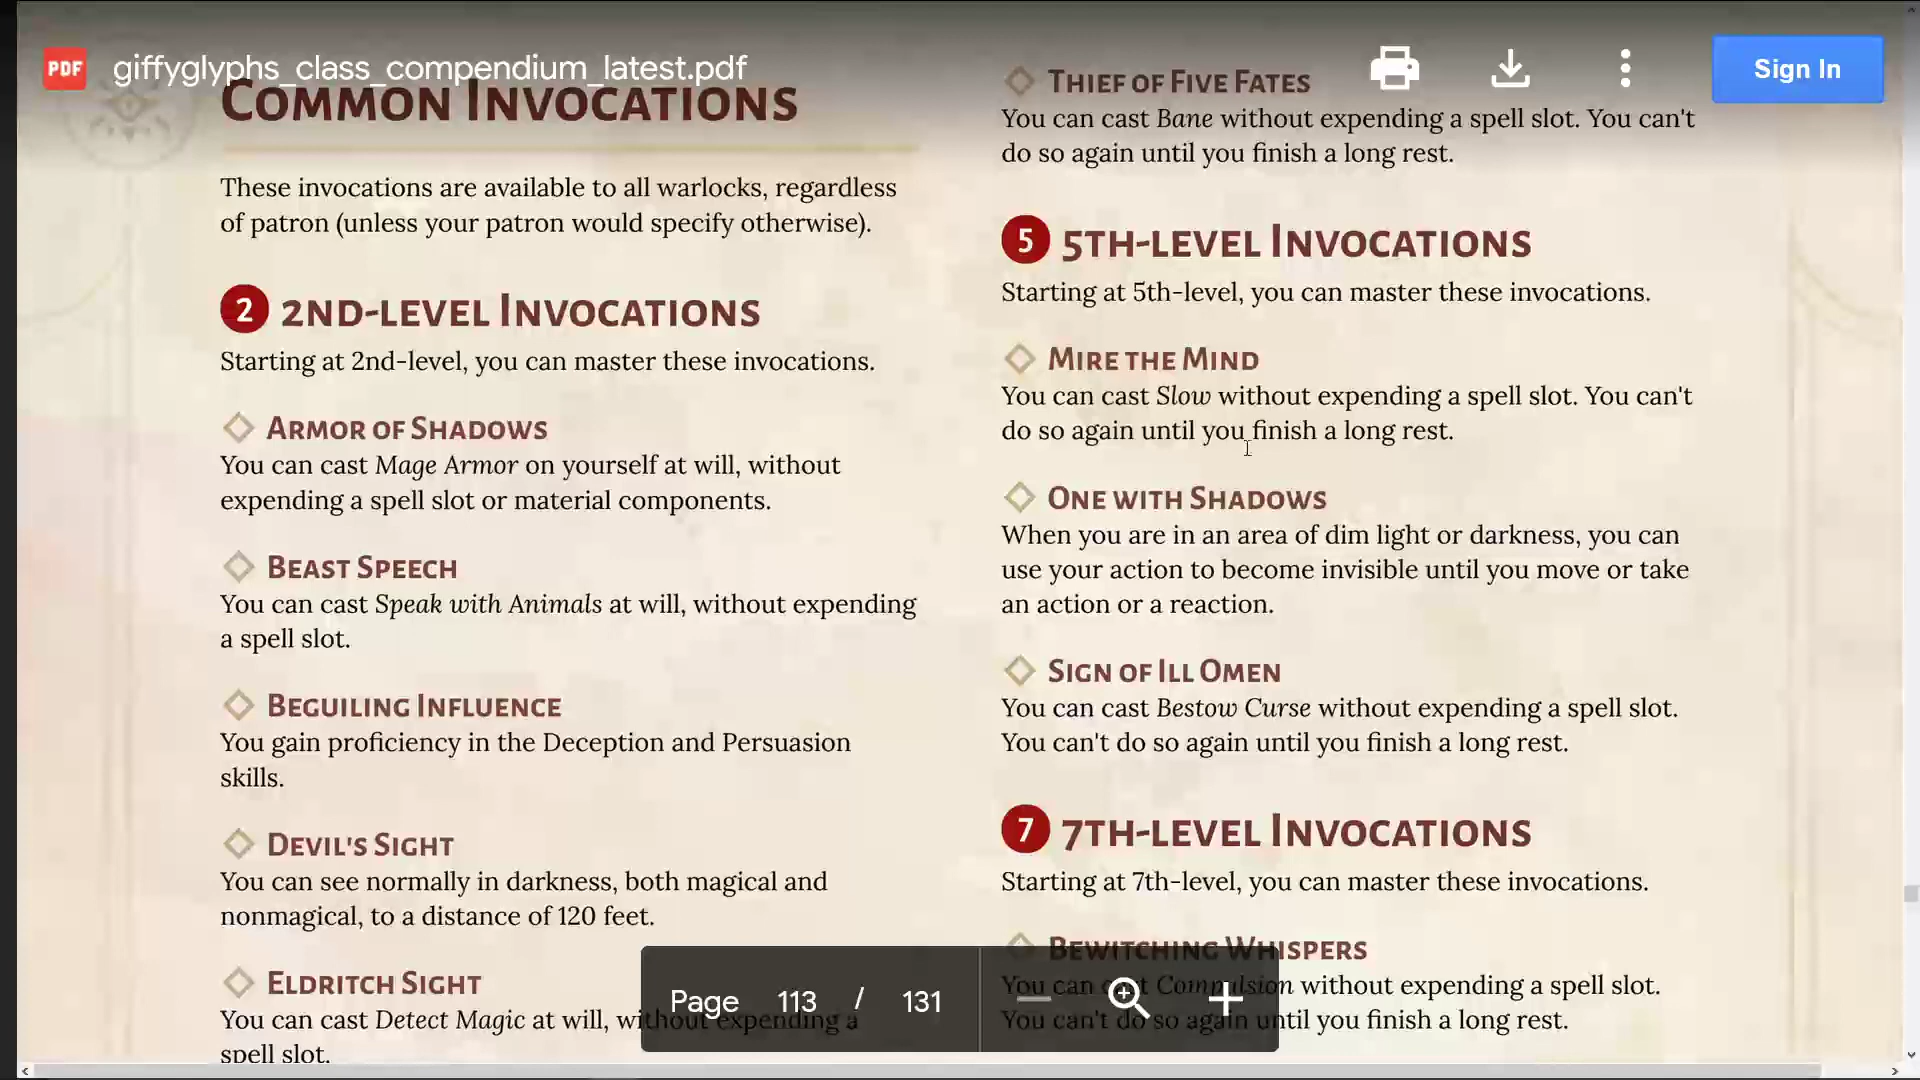 PDF giffyglyphs_class_compendium_latest.pdf
Sign In
COMMON INVOCATIONS
These invocations are available to all warlocks, regardless
of patron (unless your patron would specify otherwise).
2 2ND-LEVEL INVOCATIONS
Starting at 2nd-level, you can master these invocations.
ARMOR OF SHADOWS
You can cast Mage Armor on yourself at will, without
expending a spell slot or material components.
BEAST SPEECH
You can cast Speak with Animals at will, without expending
a spell slot.
BEGUILING INFLUENCE
You gain proficiency in the Deception and Persuasion
skills.
DEVIL'S SIGHT
You can see normally in darkness, both magical and
nonmagical, to a distance of 120 feet.
ELDRITCH SIGHT
You can cast Detect Magic at will, without expending a
spell slot.
THIEF OF FIVE FATES
You can cast Bane without expending a spell slot. You can't
do so again until you finish a long rest.
5 5TH-LEVEL INVOCATIONS
Starting at 5th-level, you can master these invocations.
MIRE THE MIND
You can cast Slow without expending a spell slot. You can't
do so again until you finish a long rest.
ONE WITH SHADOWS
When you are in an area of dim light or darkness, you can
use your action to become invisible until you move or take
an action or a reaction.
SIGN OF ILL OMEN
You can cast Bestow Curse without expending a spell slot.
You can't do so again until you finish a long rest.
7 7TH-LEVEL INVOCATIONS
Starting at 7th-level, you can master these invocations.
BEWITCHING WHISPERS
You can cast Compulsion without expending a spell slot.
You can't do so again until you finish a long rest.
Page 113 / 131